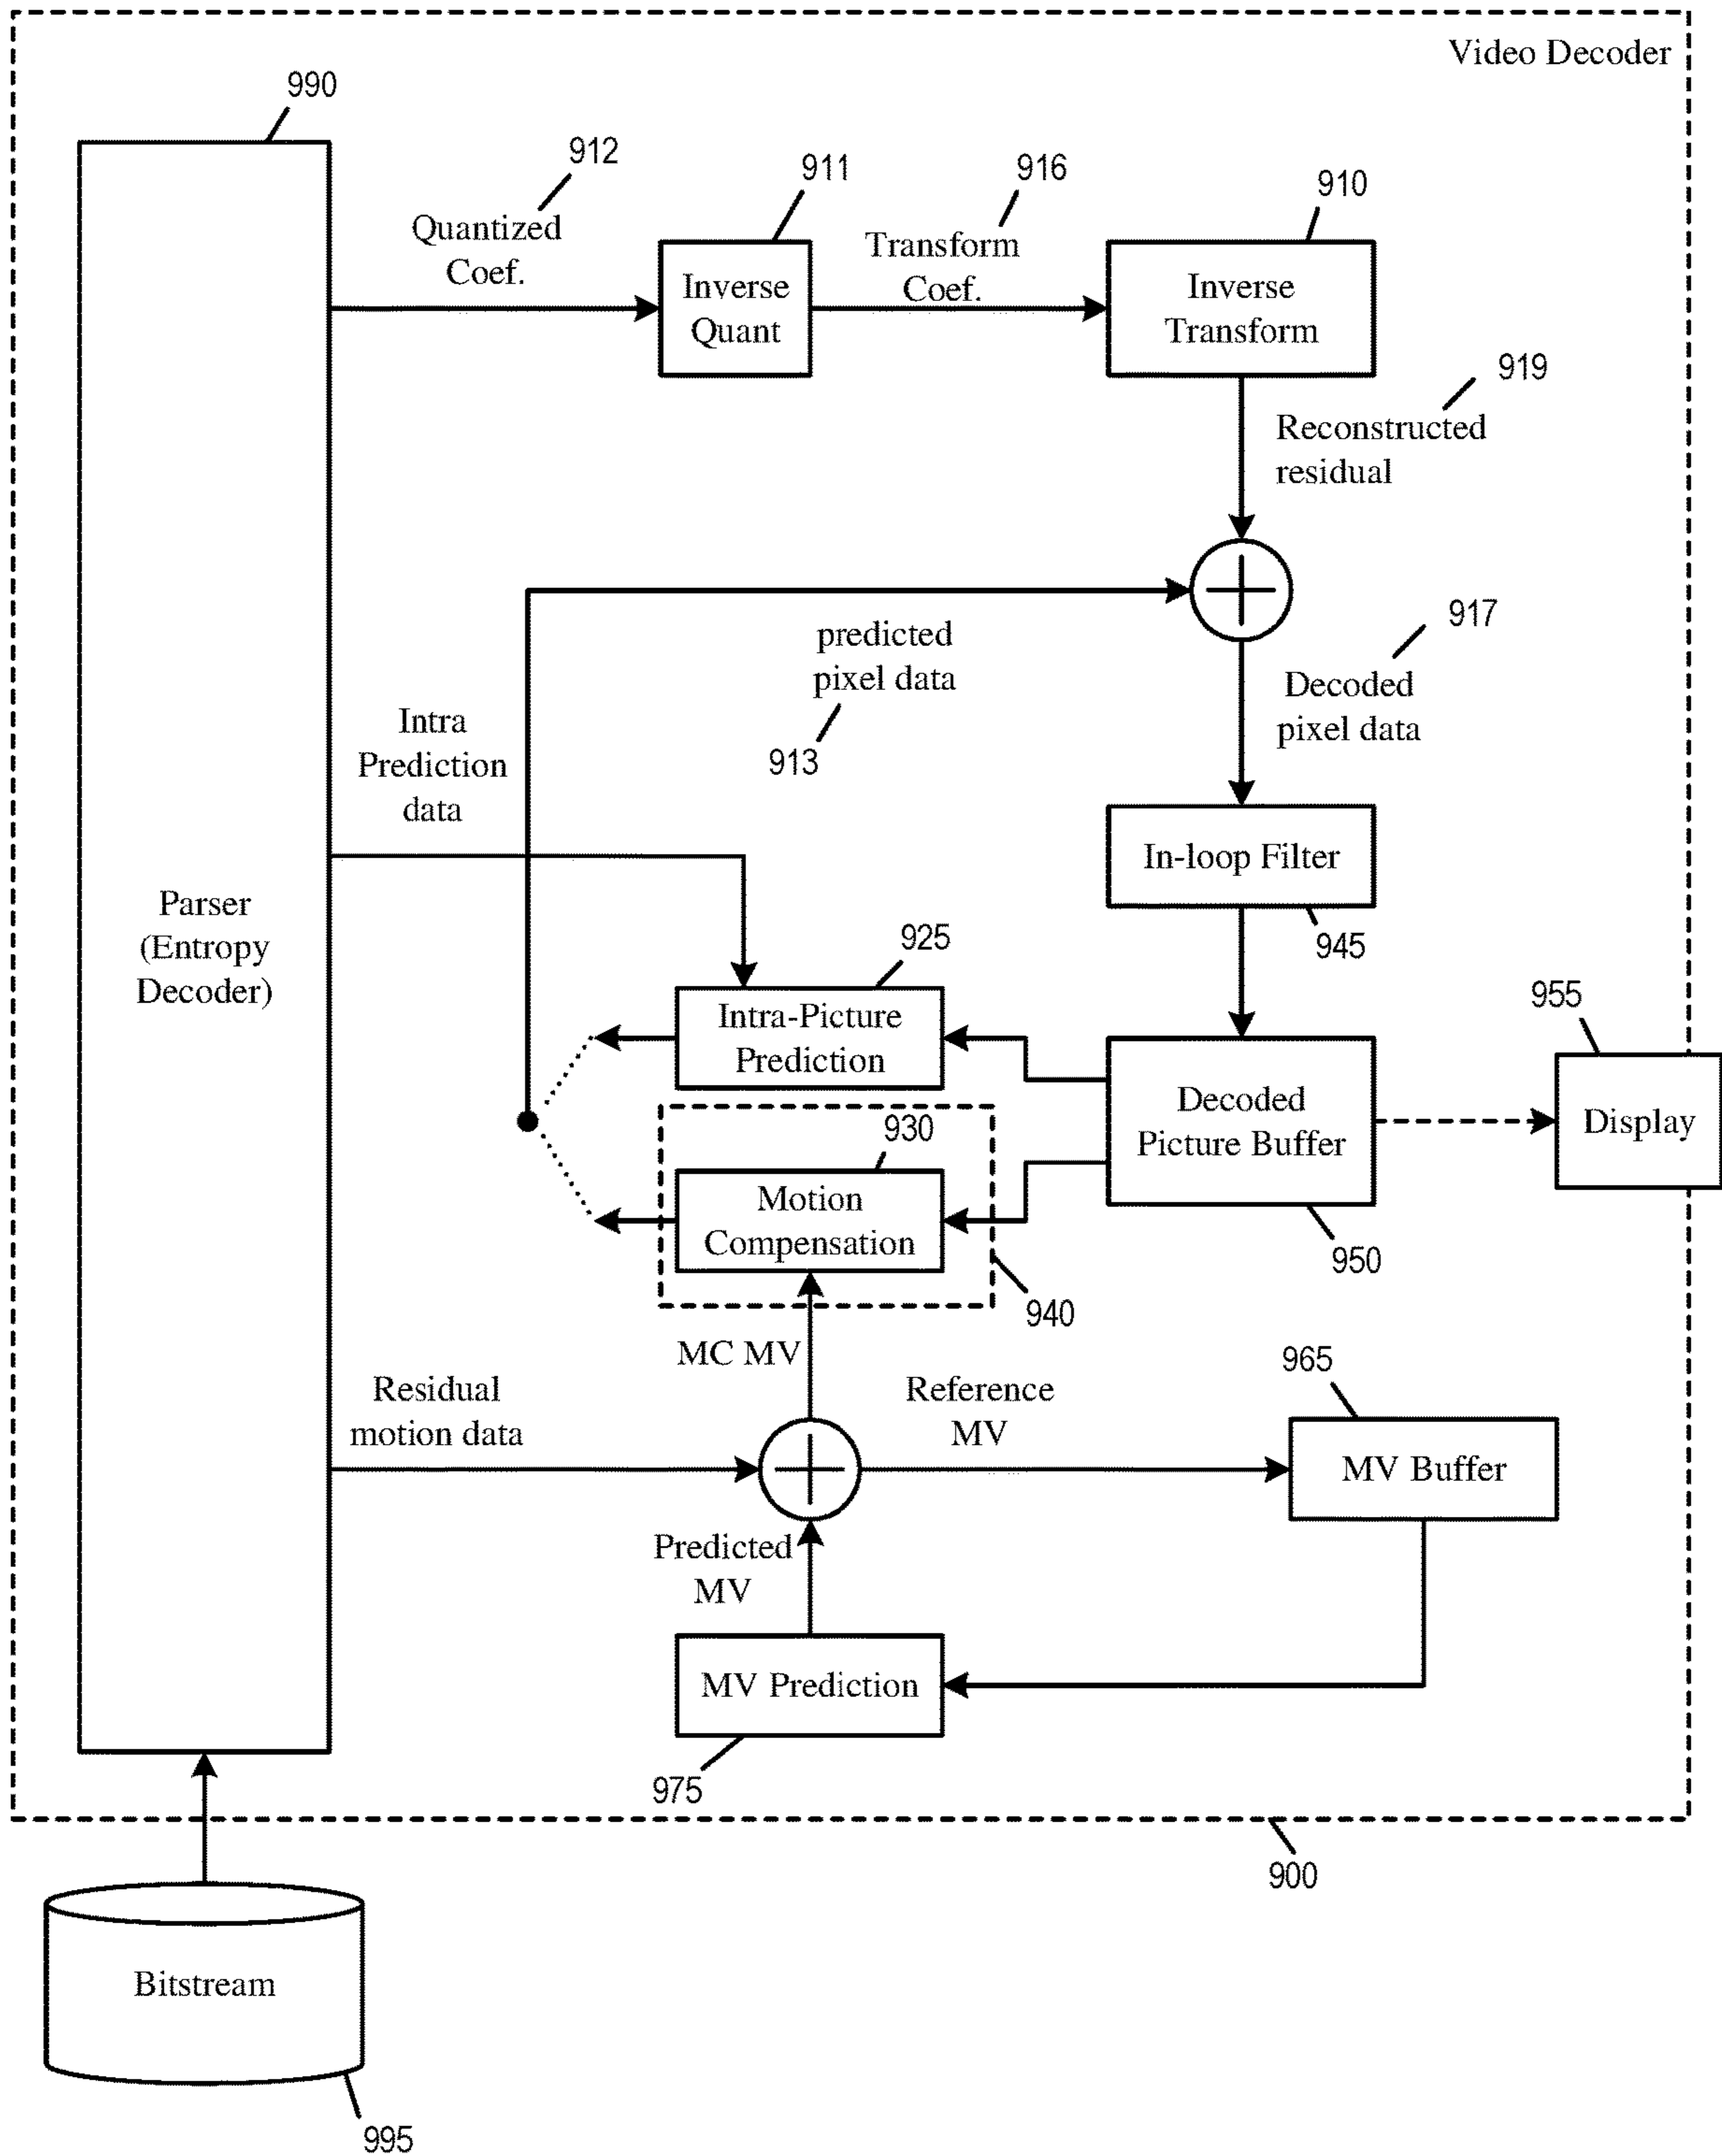 Video Decoder
990
912
911
916
910
Quantized
Coef.
Inverse
Quant
Transform
Coef.
Inverse
Transform
919
Reconstructed
residual
917
predicted
pixel data
913
Decoded
pixel data
Intra
Prediction
data
In-loop Filter
945
Parser
(Entropy
Decoder)
925
Intra-Picture
Prediction
955
Decoded
Picture Buffer
950
Display
930
Motion
Compensation
940
MC MV
965
Residual
motion data
Reference
MV
MV Buffer
Predicted
MV
MV Prediction
975
900
Bitstream
995